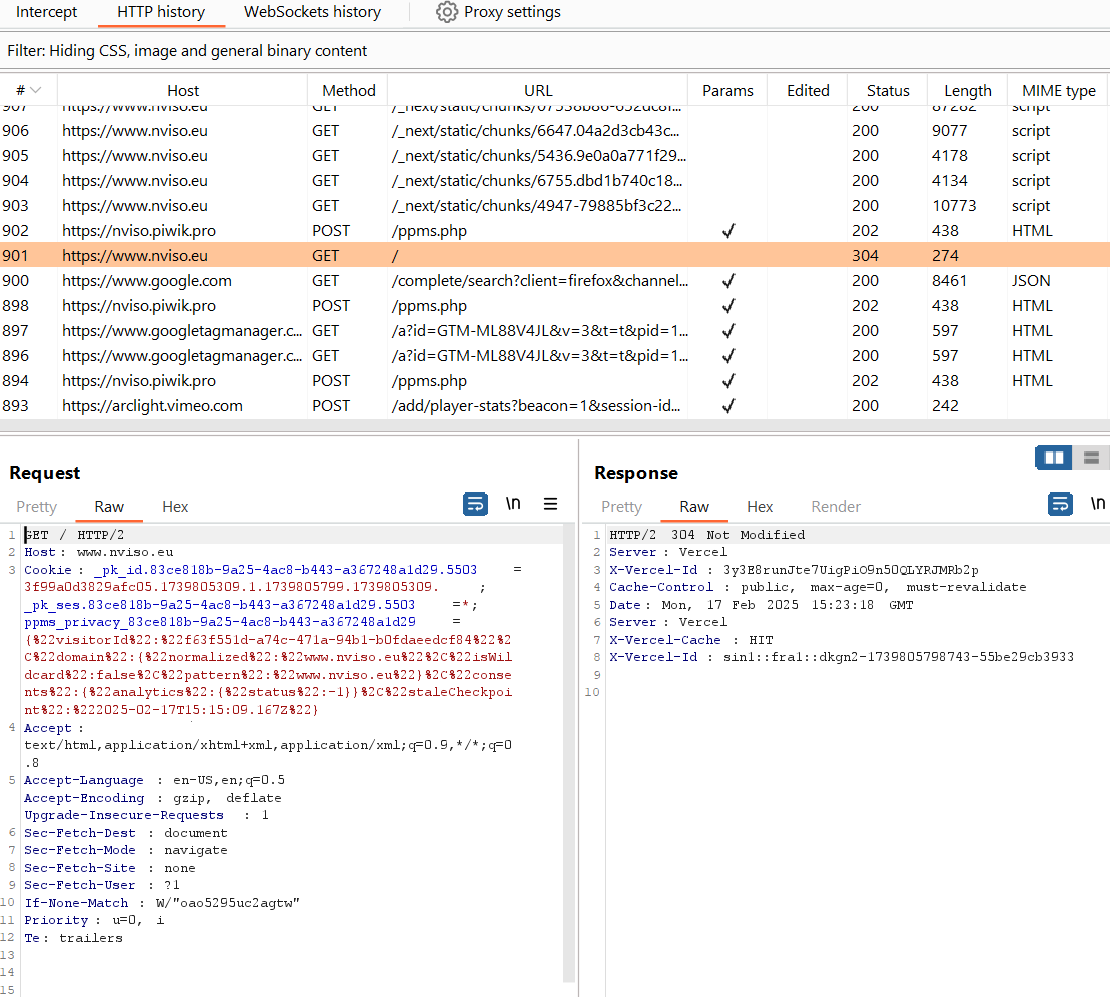 Intercept HTTP history WebSockets history Proxy settings
Filter: Hiding CSS, image and general binary content
# Host Method URL Params Edited Status Length MIME type
907 https://www.nviso.eu GET 200 87282 script
906 https://www.nviso.eu GET /_next/static/chunks/6647.04a2d3cb43c... 200 9077 script
905 https://www.nviso.eu GET /_next/static/chunks/5436.9e0a0a771f29... 200 4178 script
904 https://www.nviso.eu GET /_next/static/chunks/6755.dbd1b740c18... 200 4134 script
903 https://www.nviso.eu GET /_next/static/chunks/4947-79885bf3c22... 200 10773 script
902 https://nviso.piwik.pro POST /ppms.php 202 438 HTML
901 https://www.nviso.eu GET / 304 274
900 https://www.google.com GET /complete/search?client=firefox&channel... 200 8461 JSON
898 https://nviso.piwik.pro POST /ppms.php 202 438 HTML
897 https://www.googletagmanager.c... GET /a?id=GTM-ML88V4JL&v=3&t=t&pid=1... 200 597 HTML
896 https://www.googletagmanager.c... GET /a?id=GTM-ML88V4JL&v=3&t=t&pid=1... 200 597 HTML
894 https://nviso.piwik.pro POST /ppms.php 202 438 HTML
893 https://arclight.vimeo.com POST /add/player-stats?beacon=1&session-id... 200 242
Request
Pretty Raw Hex \n
1 GET / HTTP/2
2 Host : www.nviso.eu
3 Cookie : _pk_id.83ce818b-9a25-4ac8-b443-a367248a1d29.5503 =
3f99a0d3829afc05.1739805309.1.1739805799.1739805309. ;
_pk_ses.83ce818b-9a25-4ac8-b443-a367248a1d29.5503 =*;
ppms_privacy_83ce818b-9a25-4ac8-b443-a367248a1d29 =
{%22visitorId%22:%22f63f551d-a74c-471a-94b1-b0fdaeedcf84%22%2
C%22domain%22:{%22normalized%22:%22www.nviso.eu%22%2C%22isWil
dcard%22:false%2C%22pattern%22:%22www.nviso.eu%22}%2C%22conse
nts%22:{%22analytics%22:{%22status%22:-1}}%2C%22staleCheckpoi
nt%22:%222025-02-17T15:15:09.167Z%22}
4 Accept :
text/html,application/xhtml+xml,application/xml;q=0.9,*/*;q=0
.8
5 Accept-Language : en-US,en;q=0.5
Accept-Encoding : gzip, deflate
Upgrade-Insecure-Requests : 1
6 Sec-Fetch-Dest : document
7 Sec-Fetch-Mode : navigate
8 Sec-Fetch-Site : none
9 Sec-Fetch-User : ?1
10 If-None-Match : W/"oao5295uc2agtw"
11 Priority : u=0, i
12 Te : trailers
13
14
15
Response
Pretty Raw Hex Render \n
1 HTTP/2 304 Not Modified
2 Server : Vercel
3 X-Vercel-Id : 3y3E8runJte7UigPiO9n50QLYRJMRb2p
4 Cache-Control : public, max-age=0, must-revalidate
5 Date : Mon, 17 Feb 2025 15:23:18 GMT
6 Server : Vercel
7 X-Vercel-Cache : HIT
8 X-Vercel-Id : sin1::fra1::dkgn2-1739805798743-55be29cb3933
9
10